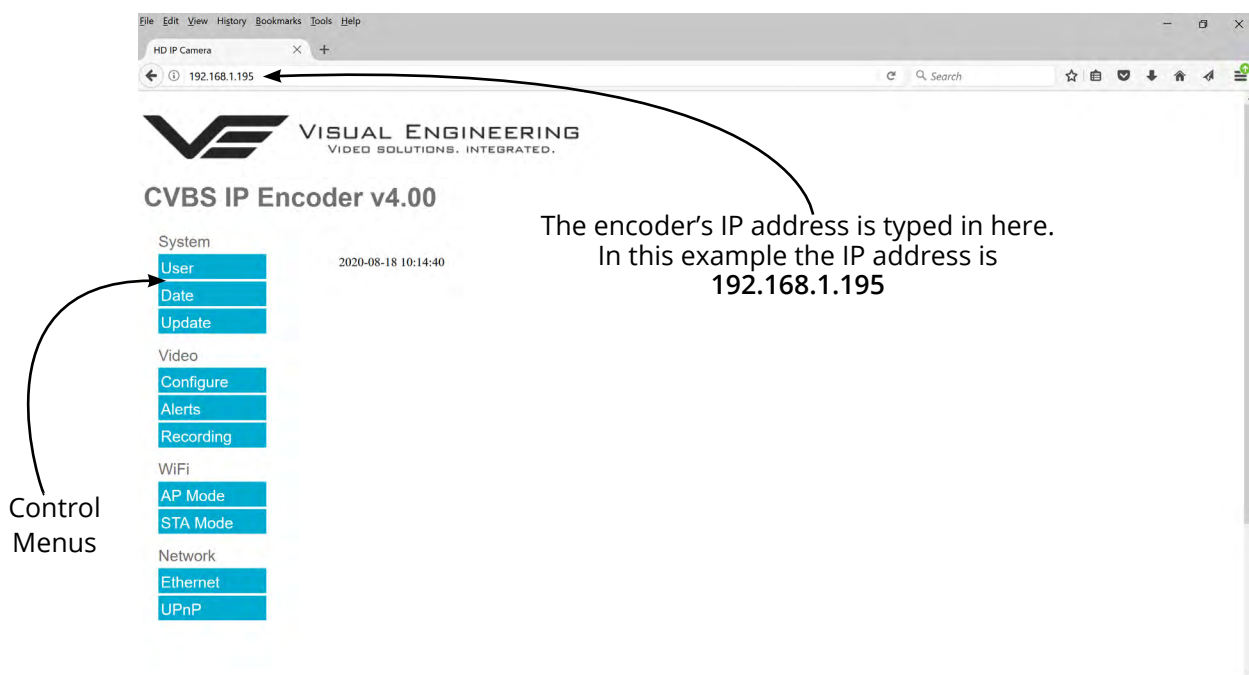 File Edit View History Bookmarks Tools Help
HD IP Camera
192.168.1.195
Search
VISUAL ENGINEERING
VIDEO SOLUTIONS. INTEGRATED.
CVBS IP Encoder v4.00
The encoder’s IP address is typed in here.
In this example the IP address is
192.168.1.195
System
User
2020-08-18 10:14:40
Date
Update
Video
Configure
Alerts
Recording
WiFi
AP Mode
STA Mode
Control
Menus
Network
Ethernet
UPnP